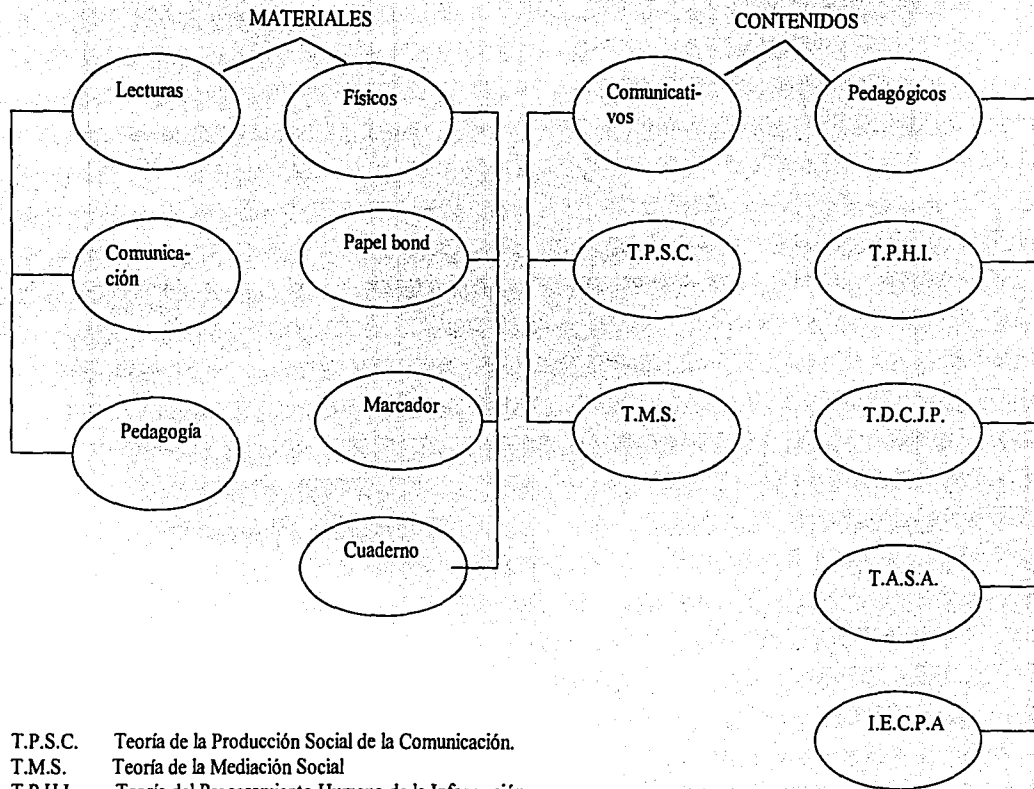 MATERIALES
CONTENIDOS
Lecturas
Físicos
Comunicati-
vos
Pedagógicos
Comunica-
ción
Papel bond
T.P.S.C.
T.P.H.I.
Pedagogía
Marcador
T.M.S.
T.D.C.J.P.
Cuaderno
T.A.S.A.
I.E.C.P.A
T.P.S.C. Teoría de la Producción Social de la Comunicación.
T.M.S. Teoría de la Mediación Social